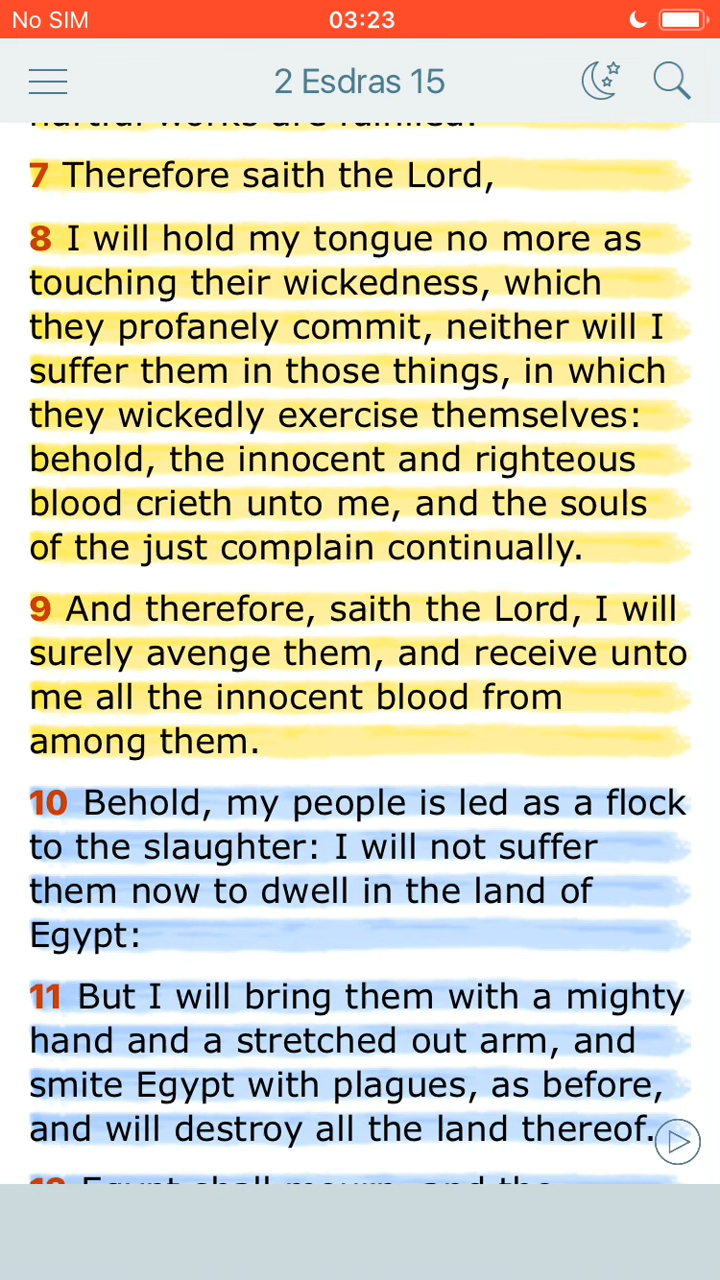 No SIM 03:23
2 Esdras 15
7 Therefore saith the Lord,
8 I will hold my tongue no more as
touching their wickedness, which
they profanely commit, neither will I
suffer them in those things, in which
they wickedly exercise themselves:
behold, the innocent and righteous
blood crieth unto me, and the souls
of the just complain continually.
9 And therefore, saith the Lord, I will
surely avenge them, and receive unto
me all the innocent blood from
among them.
10 Behold, my people is led as a flock
to the slaughter: I will not suffer
them now to dwell in the land of
Egypt:
11 But I will bring them with a mighty
hand and a stretched out arm, and
smite Egypt with plagues, as before,
and will destroy all the land thereof.
12 Egypt shall mourn, and the